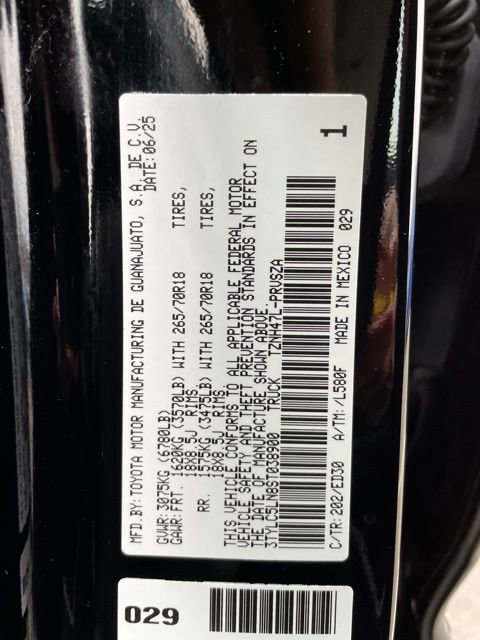 MFD.BY: TOYOTA MOTOR MANUFACTURING DE GUANAJUATO, S.A. DE C.V.
DATE: 06/25
GVWR: 3075KG (6780LB)
GAWR: FRT. 1620KG (3570LB) WITH 265/70R18 TIRES,
18X8.5J RIMS,
RR. 1575KG (3475LB) WITH 265/70R18 TIRES,
18X8.5J RIMS.
THIS VEHICLE CONFORMS TO ALL APPLICABLE FEDERAL MOTOR
VEHICLE SAFETY AND THEFT PREVENTION STANDARDS IN EFFECT ON
THE DATE OF MANUFACTURE SHOWN ABOVE.
3TYLC5LN8ST039900 TRUCK TZNH47L-PRVSZA
C/TR: 202/ED30 A/TM: /L580F MADE IN MEXICO 029
1
029